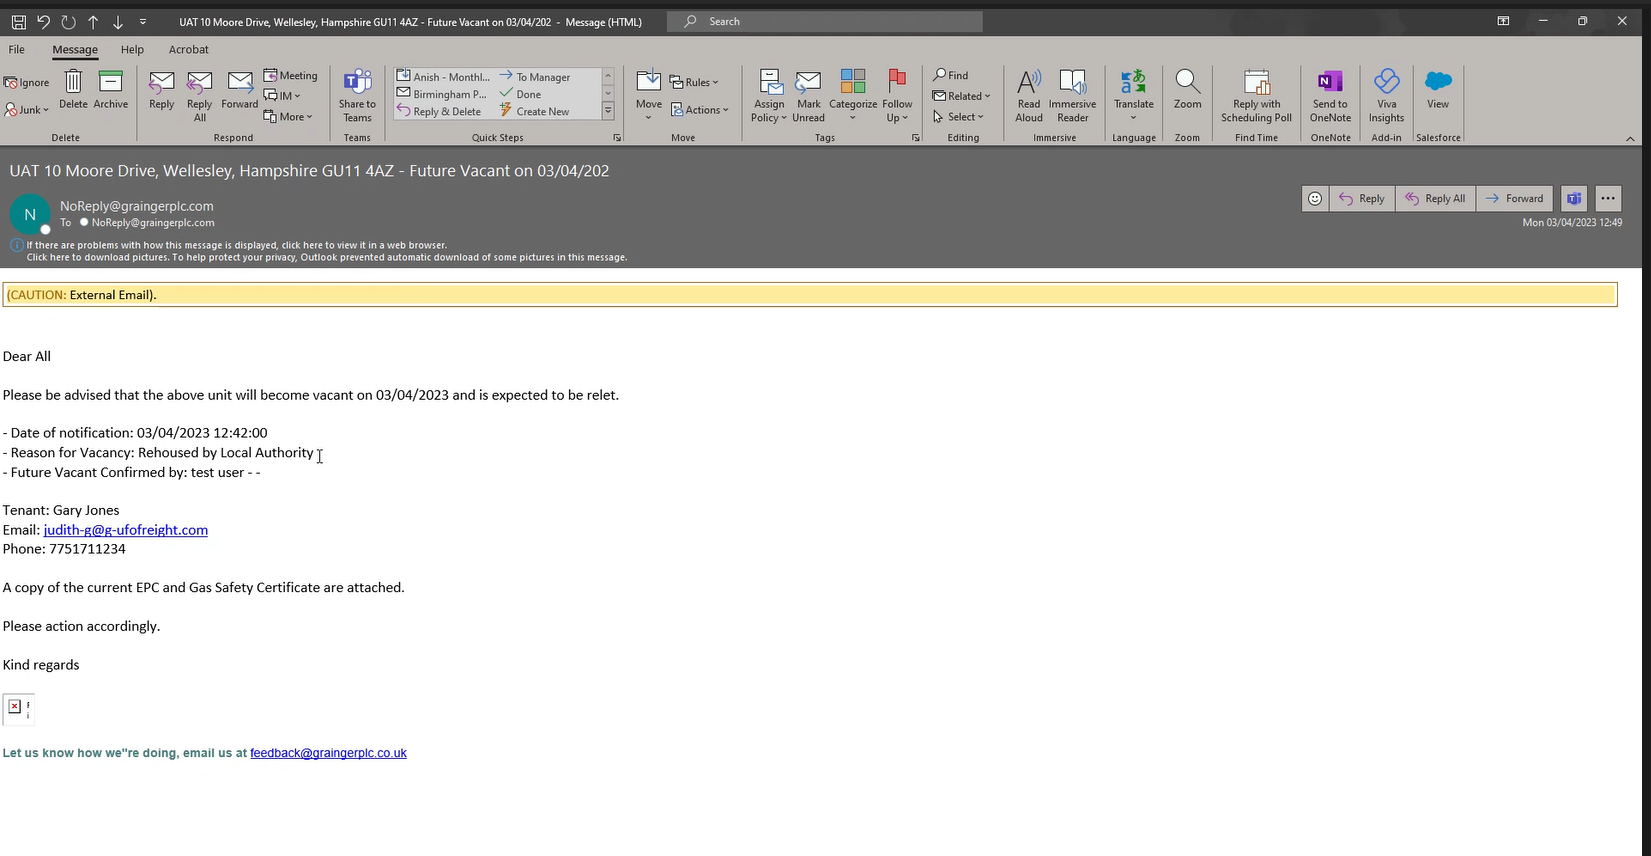 UAT 10 Moore Drive, Wellesley, Hampshire GU11 4AZ - Future Vacant on 03/04/202 - Message (HTML)
Search
File Message Help Acrobat
Ignore
Junk
Delete
Archive
Delete
Reply
Reply All
Forward
Meeting
IM
More
Respond
Share to Teams
Teams
Anish - Monthl...
Birmingham P...
Reply & Delete
To Manager
Done
Create New
Quick Steps
Move
Rules
Actions
Move
Assign Policy
Mark Unread
Categorize
Follow Up
Tags
Find
Related
Select
Editing
Read Aloud
Immersive Reader
Immersive
Translate
Language
Zoom
Zoom
Reply with Scheduling Poll
Find Time
Send to OneNote
OneNote
Viva Insights
Add-in
View
Salesforce
UAT 10 Moore Drive, Wellesley, Hampshire GU11 4AZ - Future Vacant on 03/04/202
N
NoReply@graingerplc.com
To NoReply@graingerplc.com
Reply Reply All Forward
Mon 03/04/2023 12:49
If there are problems with how this message is displayed, click here to view it in a web browser.
Click here to download pictures. To help protect your privacy, Outlook prevented automatic download of some pictures in this message.
(CAUTION: External Email).
Dear All
Please be advised that the above unit will become vacant on 03/04/2023 and is expected to be relet.
- Date of notification: 03/04/2023 12:42:00
- Reason for Vacancy: Rehoused by Local Authority
- Future Vacant Confirmed by: test user - -
Tenant: Gary Jones
Email: judith-g@g-ufofreight.com
Phone: 7751711234
A copy of the current EPC and Gas Safety Certificate are attached.
Please action accordingly.
Kind regards
Let us know how we"re doing, email us at feedback@graingerplc.co.uk